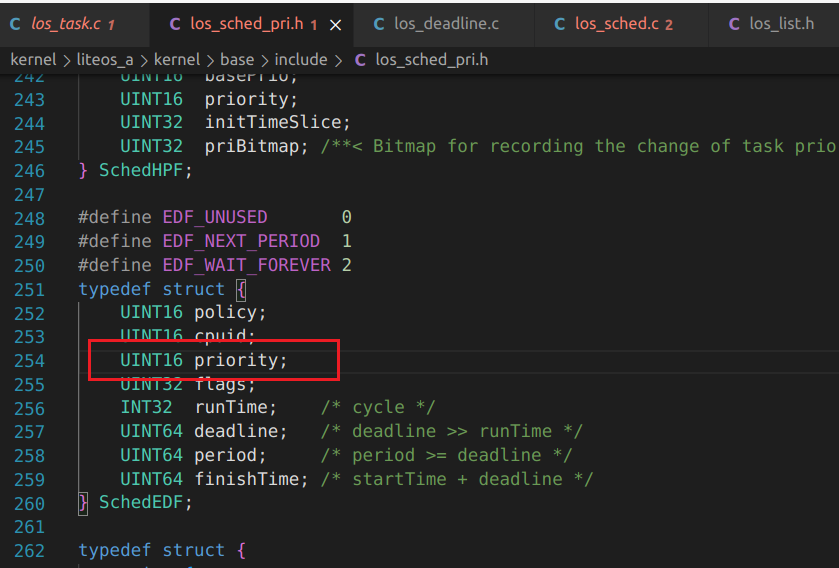 C los_task.c 1 C los_sched_pri.h 1 × C los_deadline.c C los_sched.c 2 C los_list.h
kernel > liteos_a > kernel > base > include > C los_sched_pri.h
242 UINT16 basePrio;
243 UINT16 priority;
244 UINT32 initTimeSlice;
245 UINT32 priBitmap; /**< Bitmap for recording the change of task prio
246 } SchedHPF;
247
248 #define EDF_UNUSED 0
249 #define EDF_NEXT_PERIOD 1
250 #define EDF_WAIT_FOREVER 2
251 typedef struct {
252 UINT16 policy;
253 UINT16 cpuid;
254 UINT16 priority;
255 UINT32 flags;
256 INT32 runTime; /* cycle */
257 UINT64 deadline; /* deadline >> runTime */
258 UINT64 period; /* period >= deadline */
259 UINT64 finishTime; /* startTime + deadline */
260 } SchedEDF;
261
262 typedef struct {